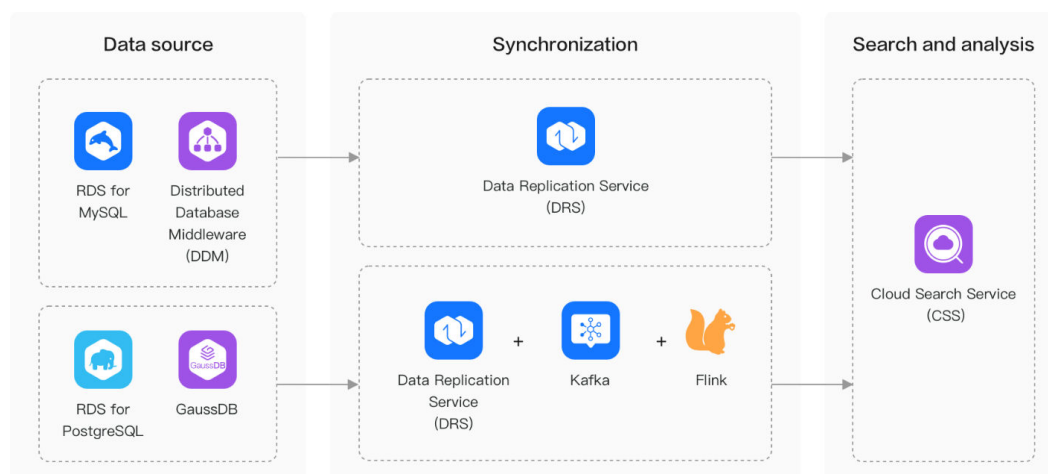 Data source
Synchronization
Search and analysis
RDS for
MySQL
Distributed
Database
Middleware
(DDM)
Data Replication Service
(DRS)
Cloud Search Service
(CSS)
GaussDB
RDS for
PostgreSQL
GaussDB
+
+
Data Replication
Service
(DRS)
Kafka
Flink